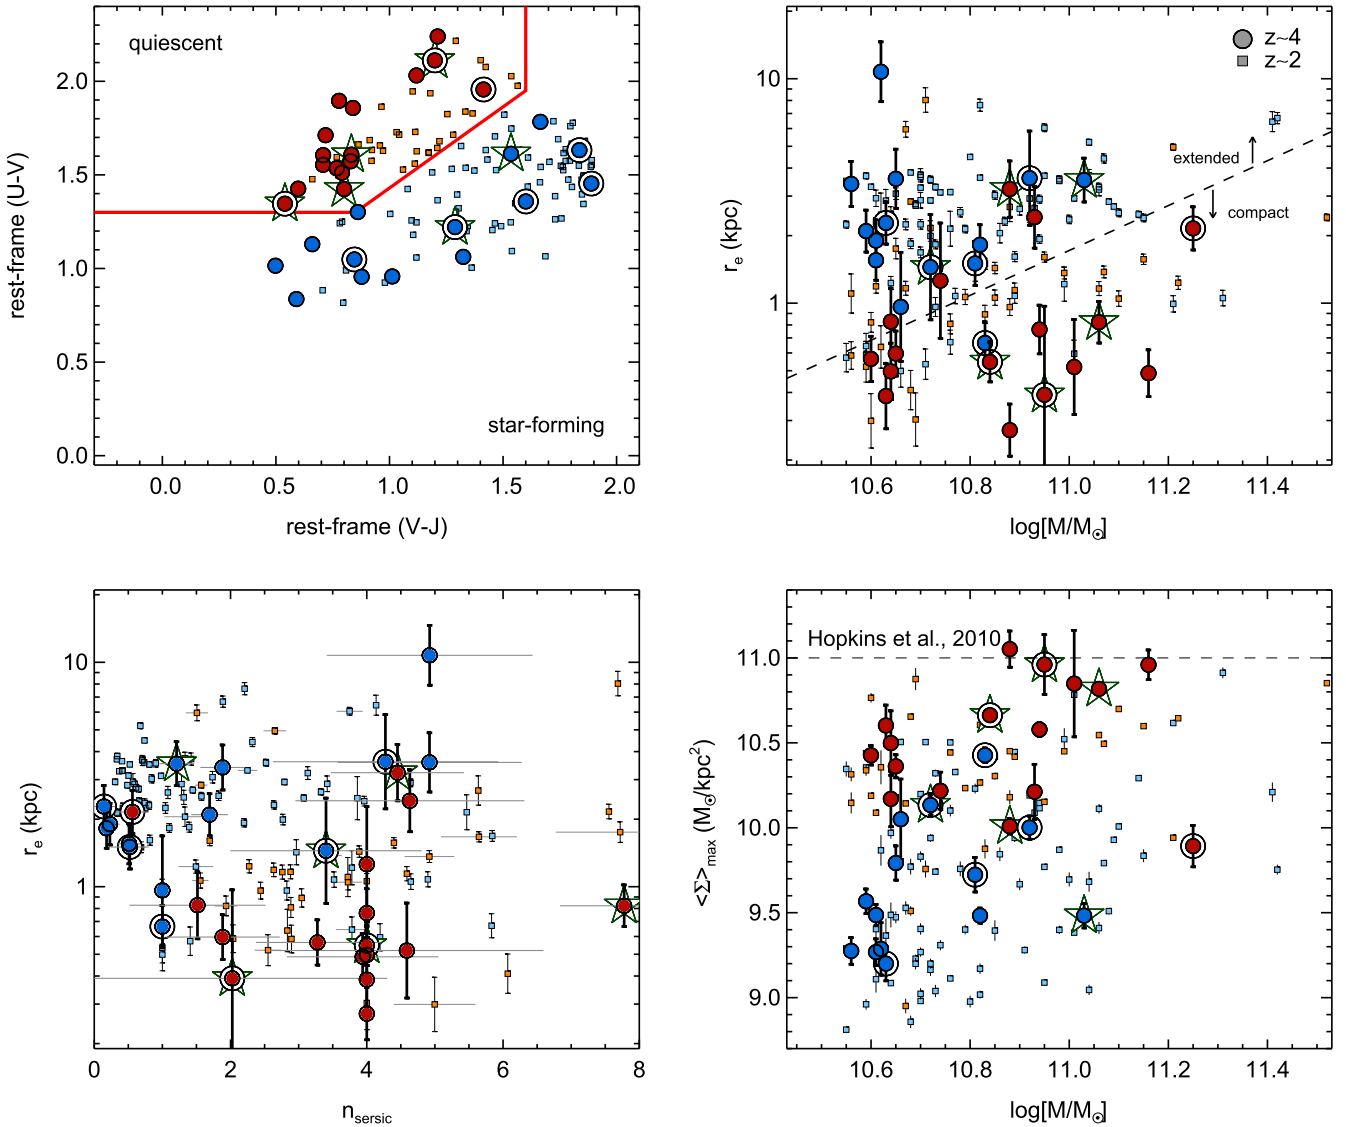 quiescent
star-forming
2.0
1.5
1.0
0.5
0.0
rest-frame (U-V)
0.0
0.5
1.0
1.5
2.0
rest-frame (V-J)
z~4
z~2
extended
compact
10
1
r_e (kpc)
10.6
10.8
11.0
11.2
11.4
log[M/M⊙]
10
1
r_e (kpc)
0
2
4
6
8
n_sersic
Hopkins et al., 2010
11.0
10.5
10.0
9.5
9.0
<Σ>_max (M⊙/kpc²)
10.6
10.8
11.0
11.2
11.4
log[M/M⊙]